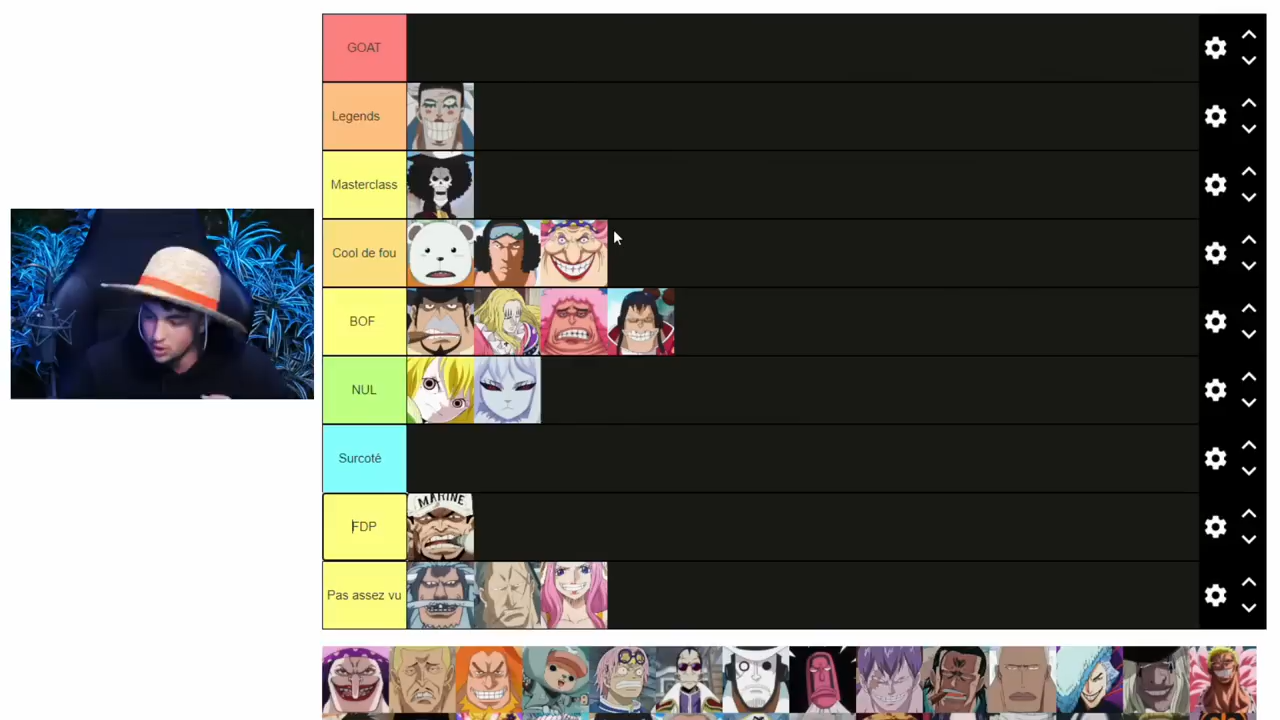 GOAT
Legends
Masterclass
Cool de fou
BOF
NUL
Surcoté
FDP
MARINE
Pas assez vu